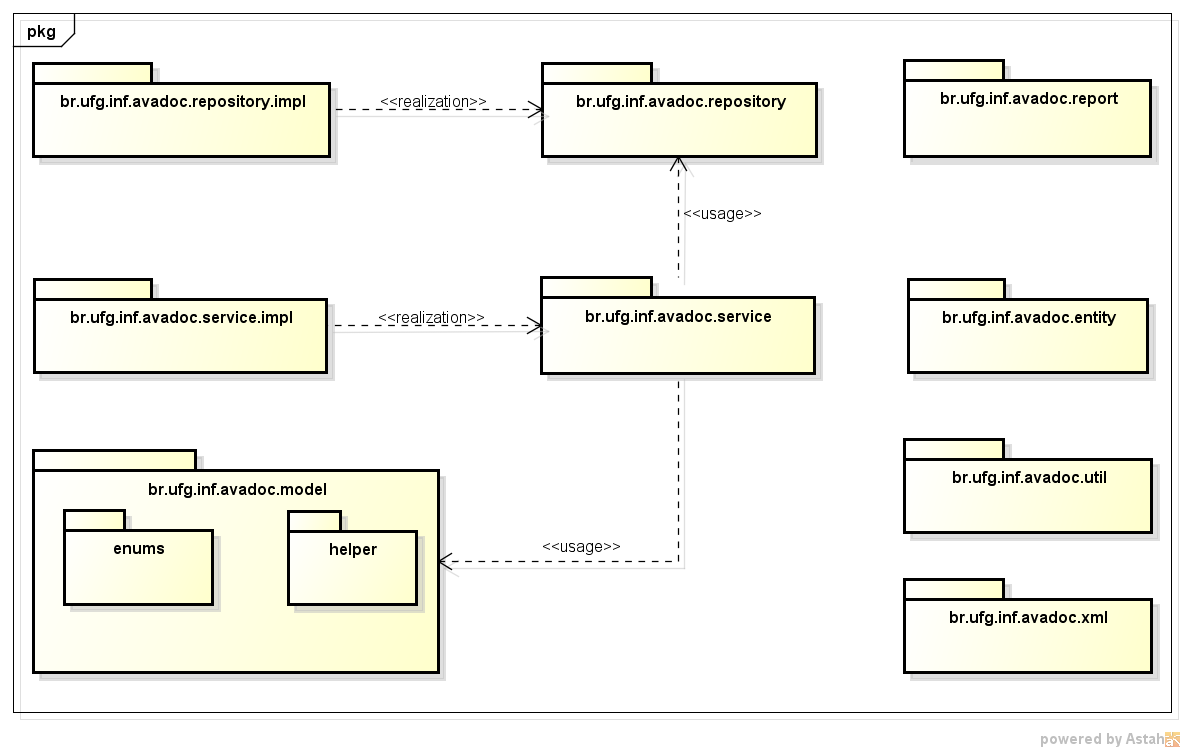 pkg
br.ufg.inf.avadoc.repository.impl
<<realization>>
br.ufg.inf.avadoc.repository
br.ufg.inf.avadoc.report
<<usage>>
br.ufg.inf.avadoc.service.impl
<<realization>>
br.ufg.inf.avadoc.service
br.ufg.inf.avadoc.entity
br.ufg.inf.avadoc.model
enums
helper
<<usage>>
br.ufg.inf.avadoc.util
br.ufg.inf.avadoc.xml
powered by Astah